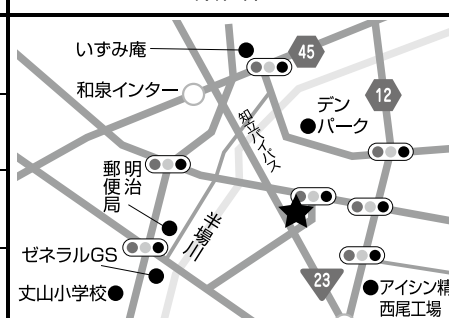 いずみ庵
45
和泉インター
12
デン
パーク
知立バイパス
明治
郵便局
半場川
ゼネラルGS
23
丈山小学校
アイシン精
西尾工場